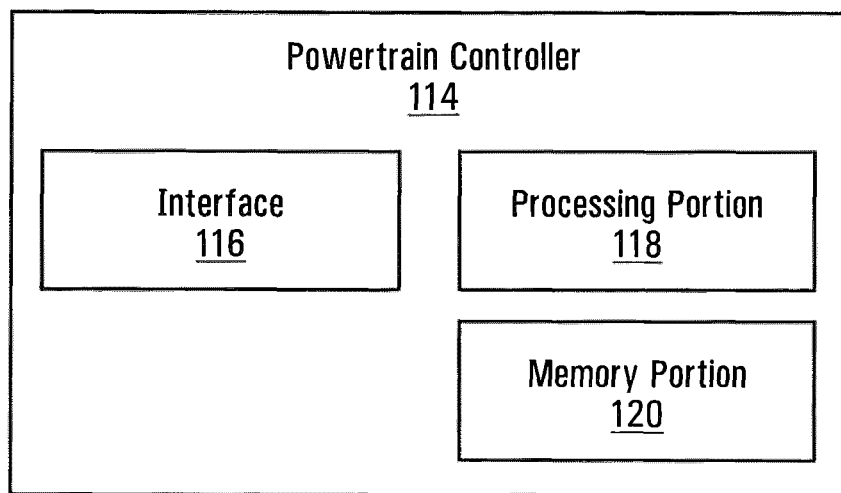 Powertrain Controller
114
Interface
116
Processing Portion
118
Memory Portion
120